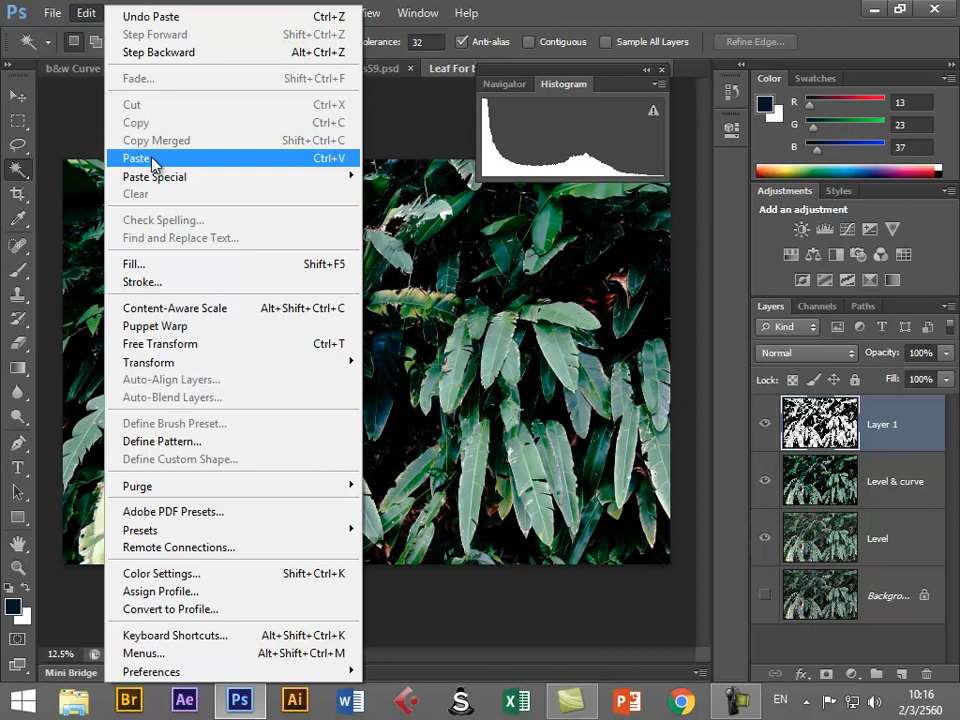 Ps File Edit View Window Help
Tolerance: 32 Anti-alias Contiguous Sample All Layers Refine Edge...
b&w Curve s59.psd × Leaf For b
Undo Paste Ctrl+Z
Step Forward Shift+Ctrl+Z
Step Backward Alt+Ctrl+Z
Fade... Shift+Ctrl+F
Cut Ctrl+X
Copy Ctrl+C
Copy Merged Shift+Ctrl+C
Paste Ctrl+V
Paste Special
Clear
Check Spelling...
Find and Replace Text...
Fill... Shift+F5
Stroke...
Content-Aware Scale Alt+Shift+Ctrl+C
Puppet Warp
Free Transform Ctrl+T
Transform
Auto-Align Layers...
Auto-Blend Layers...
Define Brush Preset...
Define Pattern...
Define Custom Shape...
Purge
Adobe PDF Presets...
Presets
Remote Connections...
Color Settings... Shift+Ctrl+K
Assign Profile...
Convert to Profile...
Keyboard Shortcuts... Alt+Shift+Ctrl+K
Menus... Alt+Shift+Ctrl+M
Preferences
Navigator Histogram
Color Swatches
R 13
G 23
B 37
Adjustments Styles
Add an adjustment
Layers Channels Paths
Kind
Normal Opacity: 100%
Lock: Fill: 100%
Layer 1
Level & curve
Level
Backgro...
12.5%
Mini Bridge
Br Ae Ps Ai EN 10:16
2/3/2560